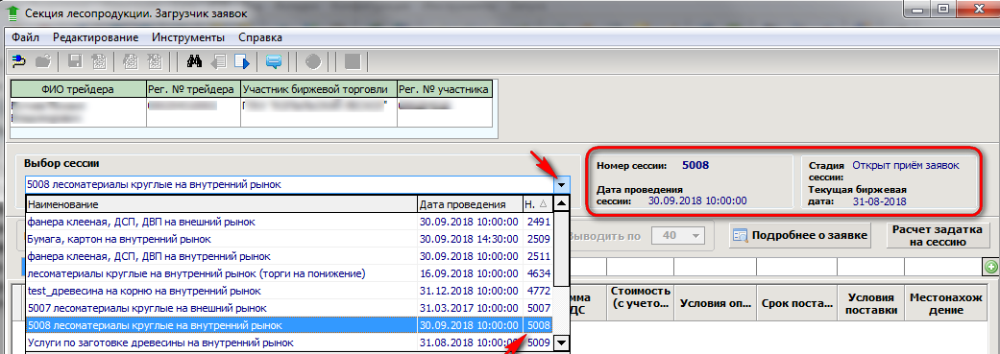 Секция лесопродукции. Загрузчик заявок
Файл Редактирование Инструменты Справка
ФИО трейдера Рег. № трейдера Участник биржевой торговли Рег. № участника
Выбор сессии
5008 лесоматериалы круглые на внутренний рынок
Номер сессии: 5008
Дата проведения
сессии: 30.09.2018 10:00:00
Стадия Открыт приём заявок
сессии:
Текущая биржевая
дата: 31-08-2018
Наименование Дата проведения Н.
фанера клееная, ДСП, ДВП на внешний рынок 30.09.2018 10:00:00 2491
Бумага, картон на внутренний рынок 30.09.2018 14:30:00 2509
фанера клееная, ДСП, ДВП на внутренний рынок 30.09.2018 10:00:00 2511
лесоматериалы круглые на внутренний рынок (торги на понижение) 16.09.2018 10:00:00 4634
test_древесина на корню на внутренний рынок 31.12.2018 10:00:00 4772
5007 лесоматериалы круглые на внешний рынок 31.03.2017 10:00:00 5007
5008 лесоматериалы круглые на внутренний рынок 30.09.2018 10:00:00 5008
Услуги по заготовке древесины на внутренний рынок 31.08.2018 10:00:00 5009
Выводить по 40
Подробнее о заявке
Расчет задатка
на сессию
мма
ДС
Стоимость
(с учето...
Условия оп...
Срок поста...
Условия
поставки
Местонахож
дение